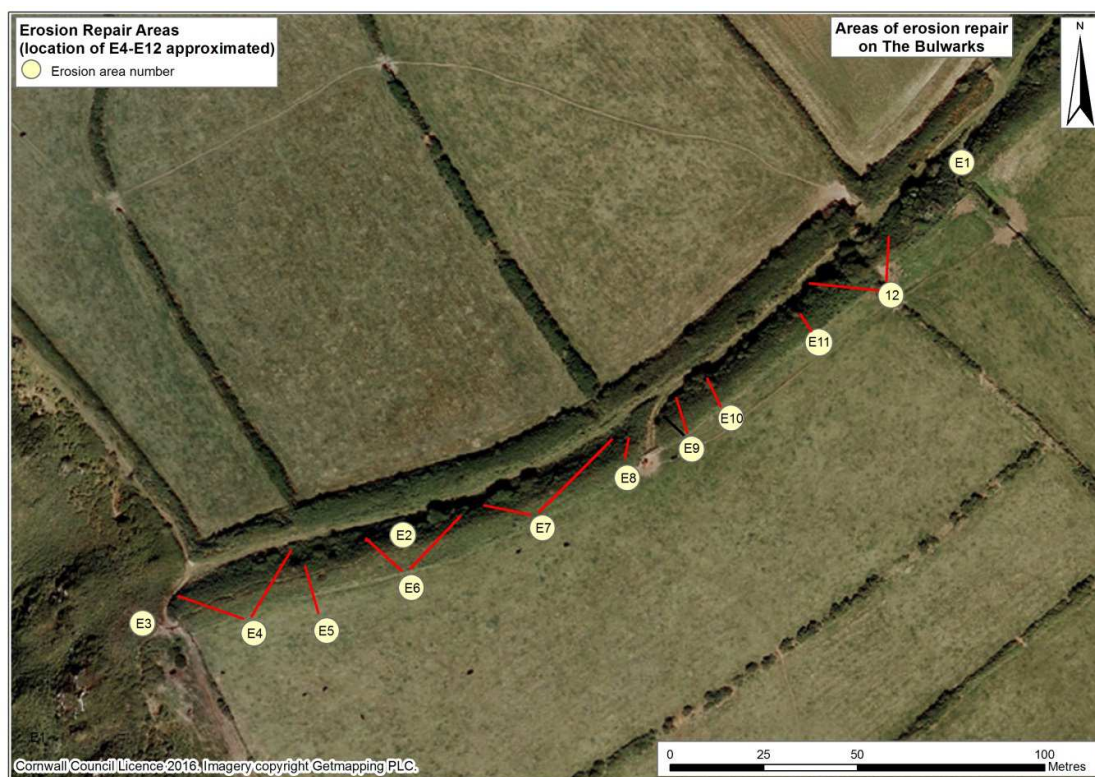 Erosion Repair Areas
(location of E4-E12 approximated)
Erosion area number
Areas of erosion repair
on The Bulwarks
N
E1
12
E11
E10
E9
E8
E7
E2
E6
E3
E4
E5
Cornwall Council Licence 2016. Imagery copyright Getmapping PLC.
0 25 50 100
Metres